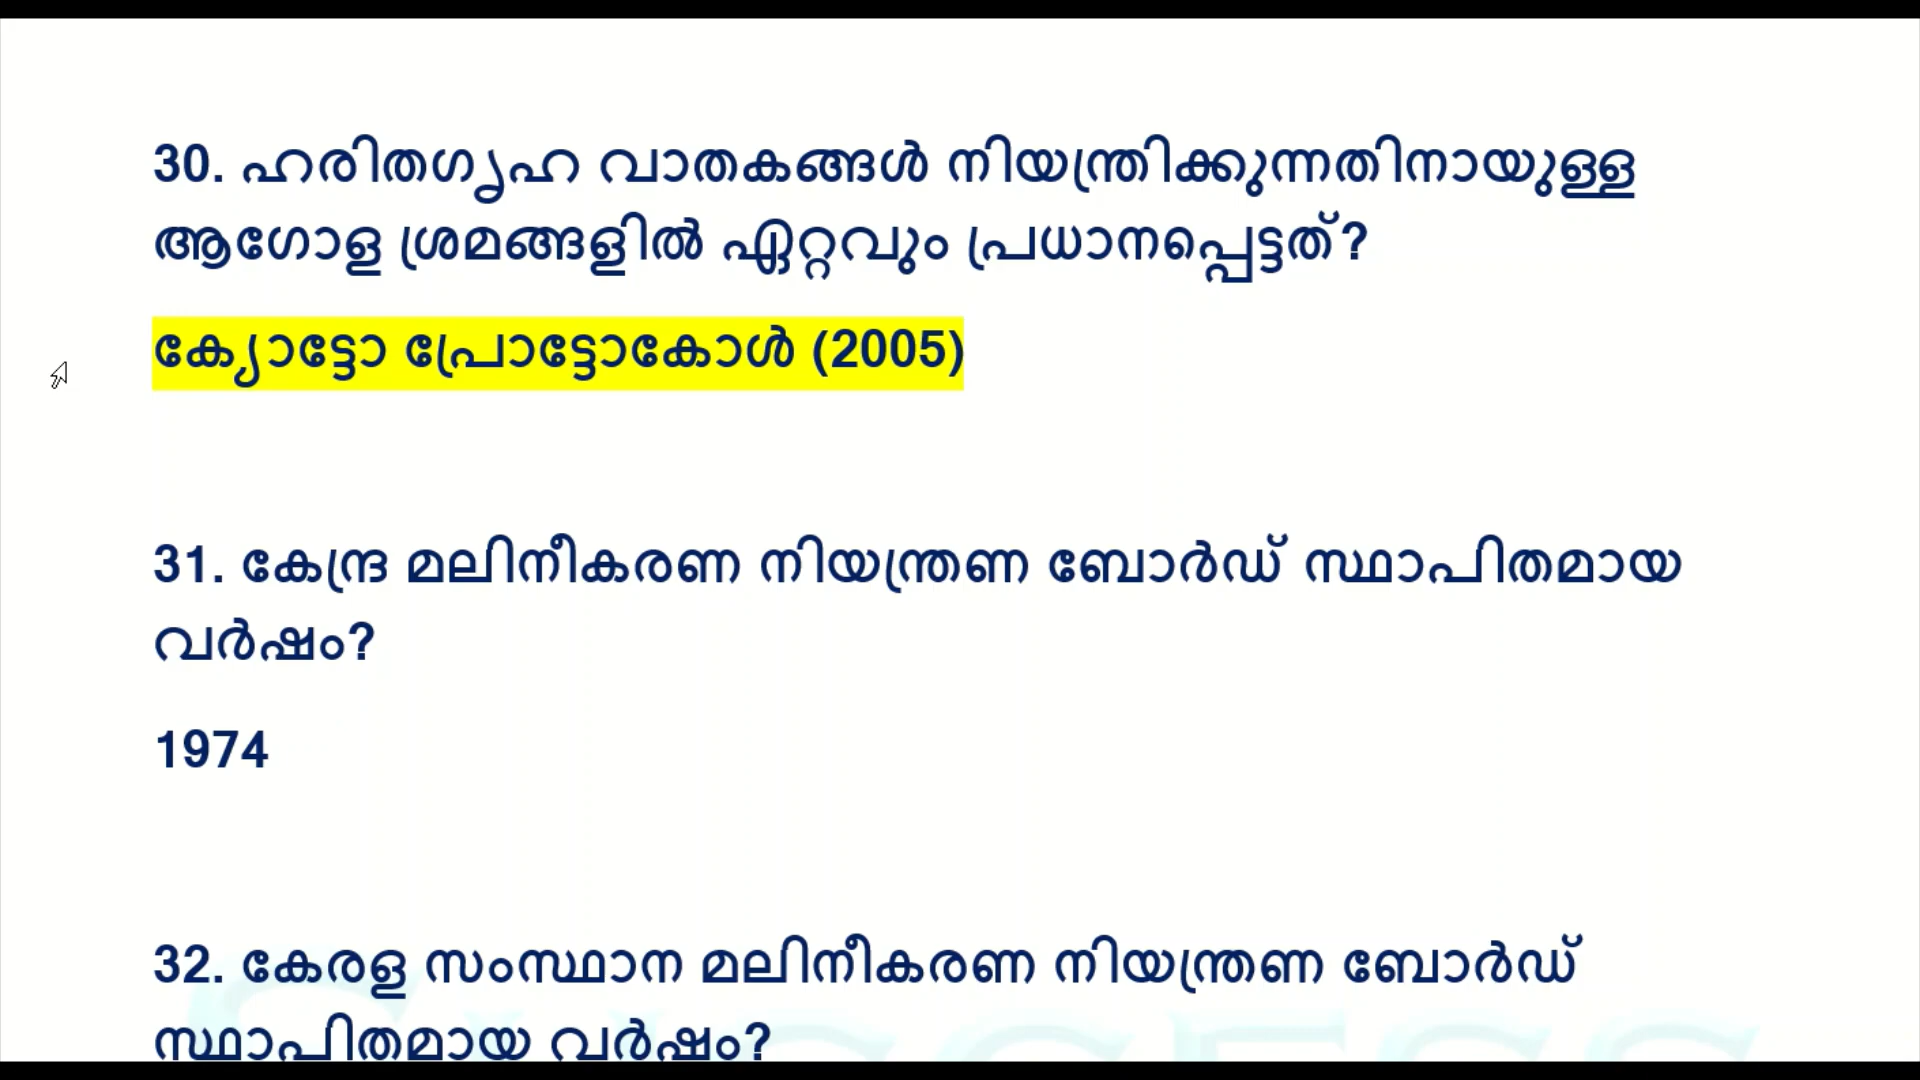 30. ഹരിതഗൃഹ വാതകങ്ങൾ നിയന്ത്രിക്കുന്നതിനായുള്ള
ആഗോള ശ്രമങ്ങളിൽ ഏറ്റവും പ്രധാനപ്പെട്ടത്?
ക്യോട്ടോ പ്രോട്ടോകോൾ (2005)
31. കേന്ദ്ര മലിനീകരണ നിയന്ത്രണ ബോർഡ് സ്ഥാപിതമായ
വർഷം?
1974
32. കേരള സംസ്ഥാന മലിനീകരണ നിയന്ത്രണ ബോർഡ്
സ്ഥാപിതമായ വർഷം?